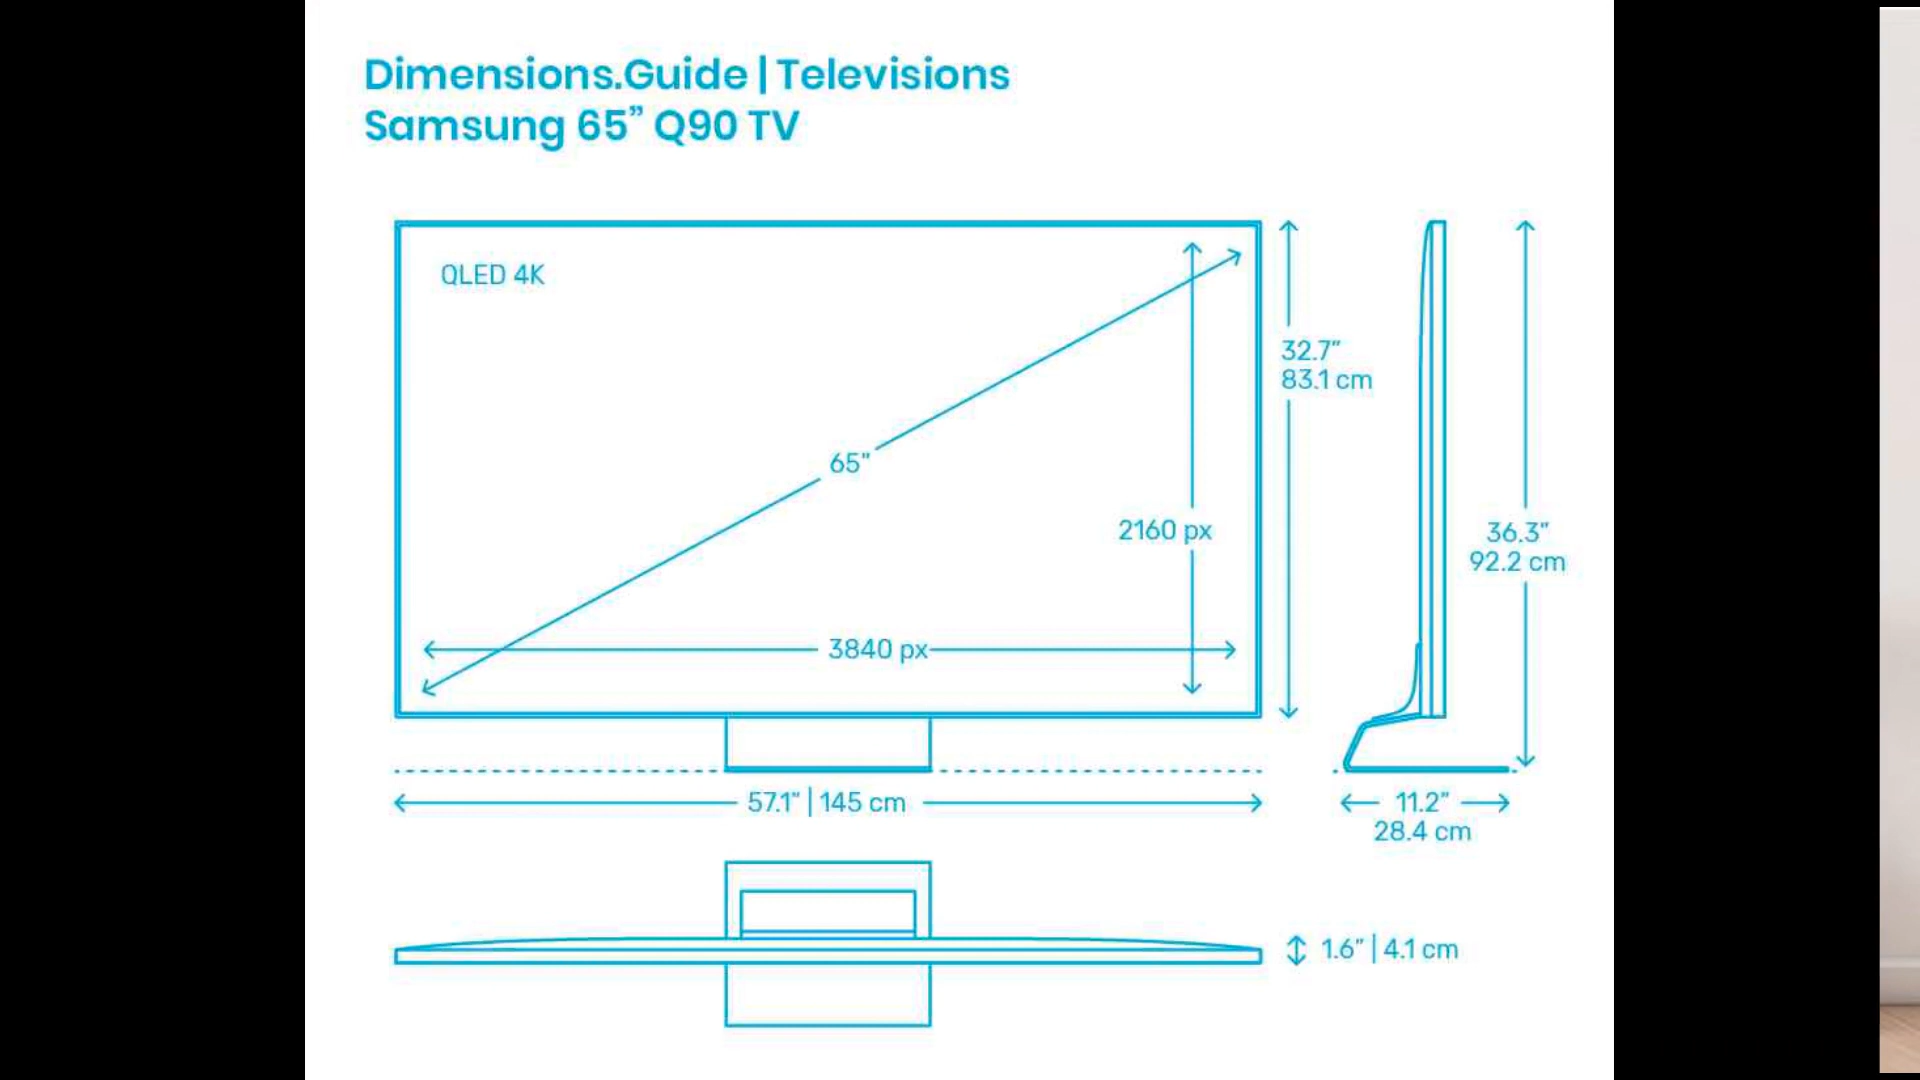 Dimensions.Guide | Televisions
Samsung 65” Q90 TV
QLED 4K
32.7”
83.1 cm
65”
2160 px
36.3”
92.2 cm
3840 px
57.1” | 145 cm
11.2”
28.4 cm
1.6” | 4.1 cm